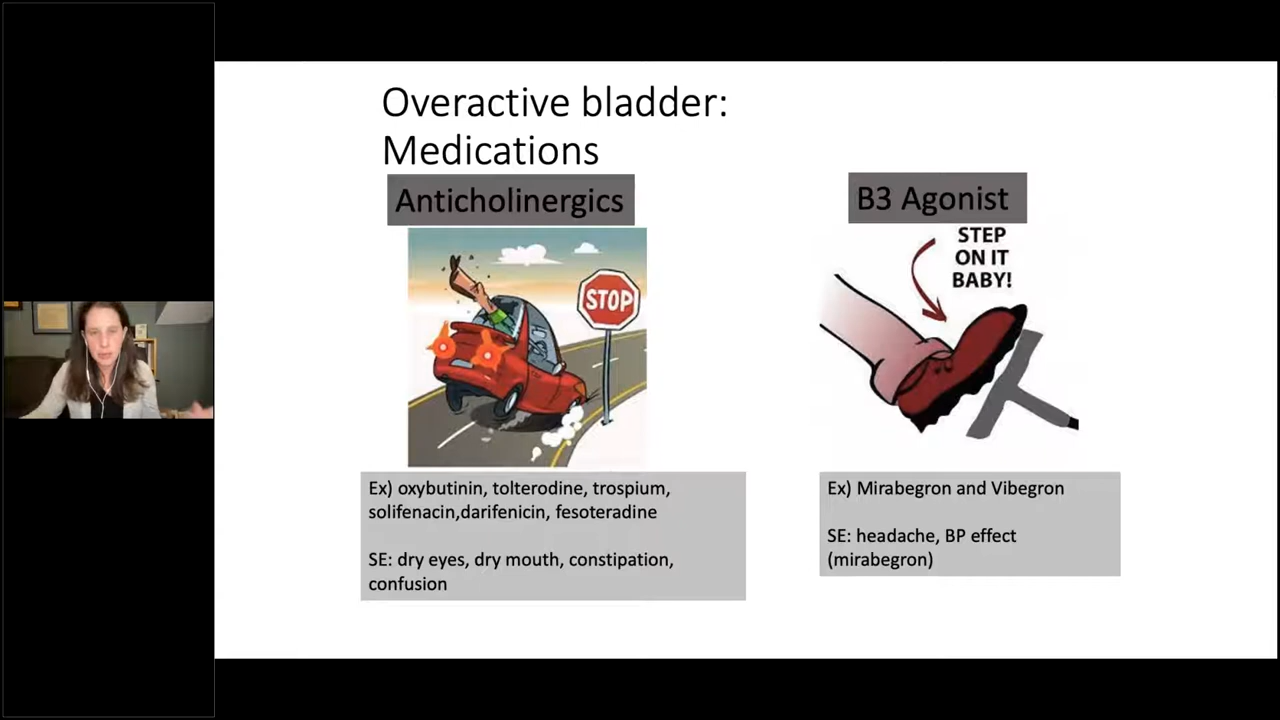 Overactive bladder:
Medications
Anticholinergics
STOP
Ex) oxybutinin, tolterodine, trospium,
solifenacin,darifenicin, fesoteradine
SE: dry eyes, dry mouth, constipation,
confusion
B3 Agonist
STEP
ON IT
BABY!
Ex) Mirabegron and Vibegron
SE: headache, BP effect
(mirabegron)